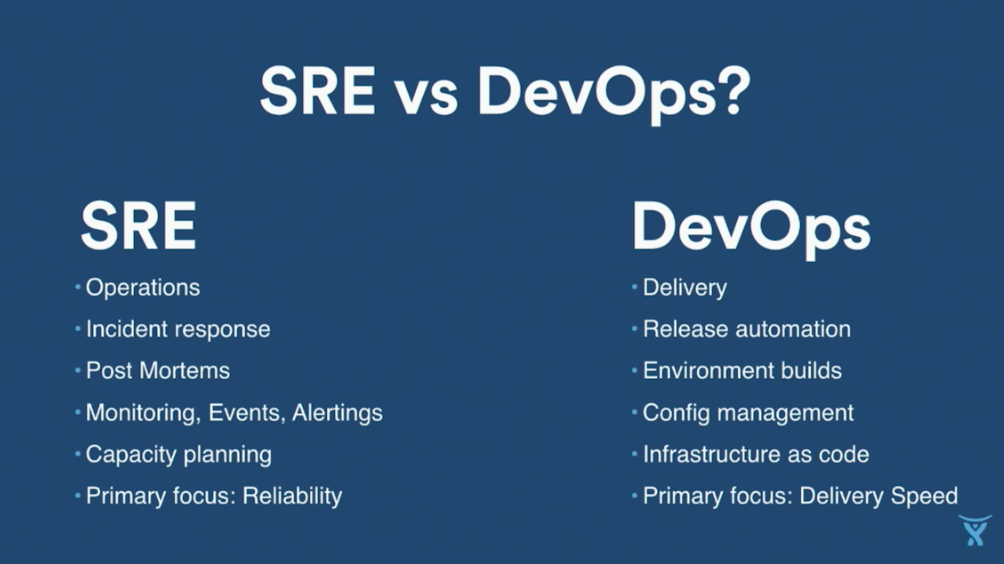 SRE vs DevOps?
SRE
• Operations
• Incident response
• Post Mortems
• Monitoring, Events, Alertings
• Capacity planning
• Primary focus: Reliability
DevOps
• Delivery
• Release automation
• Environment builds
• Config management
• Infrastructure as code
• Primary focus: Delivery Speed